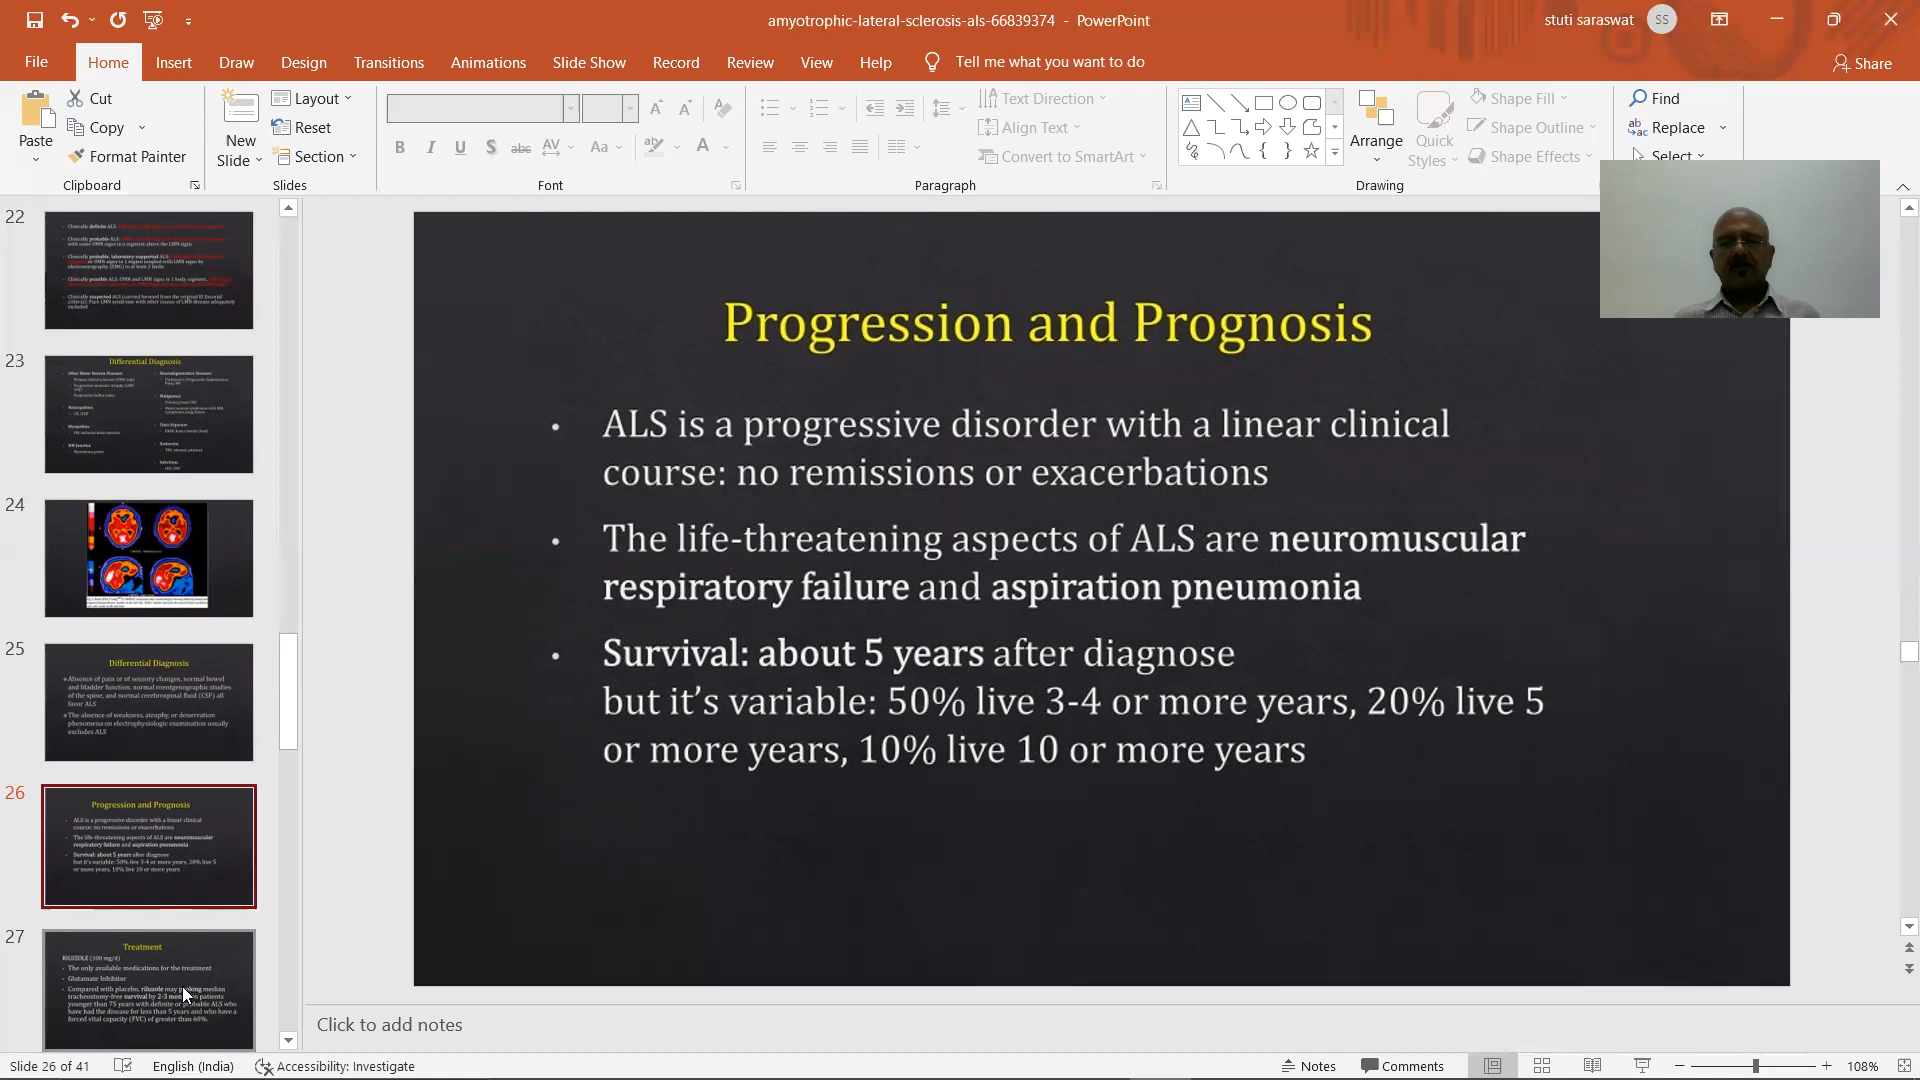 amyotrophic-lateral-sclerosis-als-66839374 - PowerPoint
stuti saraswat
SS
File
Home
Insert
Draw
Design
Transitions
Animations
Slide Show
Record
Review
View
Help
Tell me what you want to do
Share
Paste
Cut
Copy
Format Painter
Clipboard
New Slide
Layout
Reset
Section
Slides
Font
Text Direction
Align Text
Convert to SmartArt
Paragraph
Arrange
Quick Styles
Shape Fill
Shape Outline
Shape Effects
Drawing
Find
Replace
Select
22
23
Differential Diagnosis
24
25
Differential Diagnosis
Absence of pain or of sensory changes, normal bowel
and bladder function, normal roentgenographic studies
of the spine, and normal cerebrospinal fluid (CSF) all
favor ALS
The absence of weakness, atrophy, or denervation
phenomena on electrophysiologic examination usually
excludes ALS
26
Progression and Prognosis
ALS is a progressive disorder with a linear clinical
course: no remissions or exacerbations
The life-threatening aspects of ALS are neuromuscular
respiratory failure and aspiration pneumonia
Survival: about 5 years after diagnose
but it's variable: 50% live 3-4 or more years, 20% live 5
or more years, 10% live 10 or more years
27
Treatment
RILUZOLE (100 mg/d)
The only available medications for the treatment
Glutamate Inhibitor
Compared with placebo, riluzole may prolong median
tracheostomy-free survival by 2-3 in patients
younger than 75 years with definite or probable ALS who
have had the disease for less than 5 years and who have a
forced vital capacity (FVC) of greater than 60%.
Progression and Prognosis
• ALS is a progressive disorder with a linear clinical
course: no remissions or exacerbations
• The life-threatening aspects of ALS are neuromuscular
respiratory failure and aspiration pneumonia
• Survival: about 5 years after diagnose
but it’s variable: 50% live 3-4 or more years, 20% live 5
or more years, 10% live 10 or more years
Click to add notes
Slide 26 of 41
English (India)
Accessibility: Investigate
Notes
Comments
108%